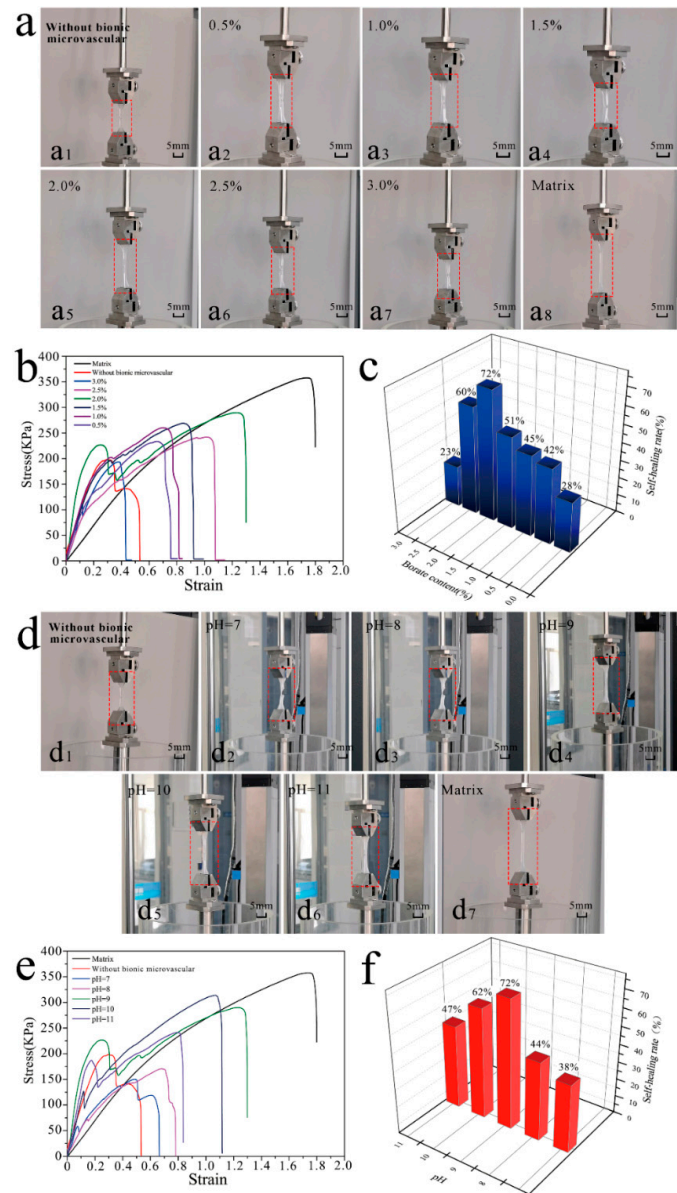 a
Without bionic
microvascular
a1
5mm
0.5%
a2
5mm
1.0%
a3
5mm
1.5%
a4
5mm
2.0%
a5
5mm
2.5%
a6
5mm
3.0%
a7
5mm
Matrix
a8
5mm
b
Stress(KPa)
400
350
300
250
200
150
100
50
0
Matrix
Without bionic microvascular
3.0%
2.5%
2.0%
1.5%
1.0%
0.5%
0.0 0.2 0.4 0.6 0.8 1.0 1.2 1.4 1.6 1.8 2.0
Strain
c
23%
60%
72%
51%
45%
42%
28%
70
60
50
40
30
20
10
0
Self-healing rate(%)
3.0
2.5
2.0
1.5
1.0
0.5
0.0
Borate content(%)
d
Without bionic
microvascular
d1
5mm
pH=7
d2
5mm
pH=8
d3
5mm
pH=9
d4
5mm
pH=10
d5
5mm
pH=11
d6
5mm
Matrix
d7
5mm
e
Stress(KPa)
400
350
300
250
200
150
100
50
0
Matrix
Without bionic microvascular
pH=7
pH=8
pH=9
pH=10
pH=11
0.0 0.2 0.4 0.6 0.8 1.0 1.2 1.4 1.6 1.8 2.0
Strain
f
47%
62%
72%
44%
38%
70
60
50
40
30
20
10
0
Self-healing rate (%)
11
10
9
8
pH